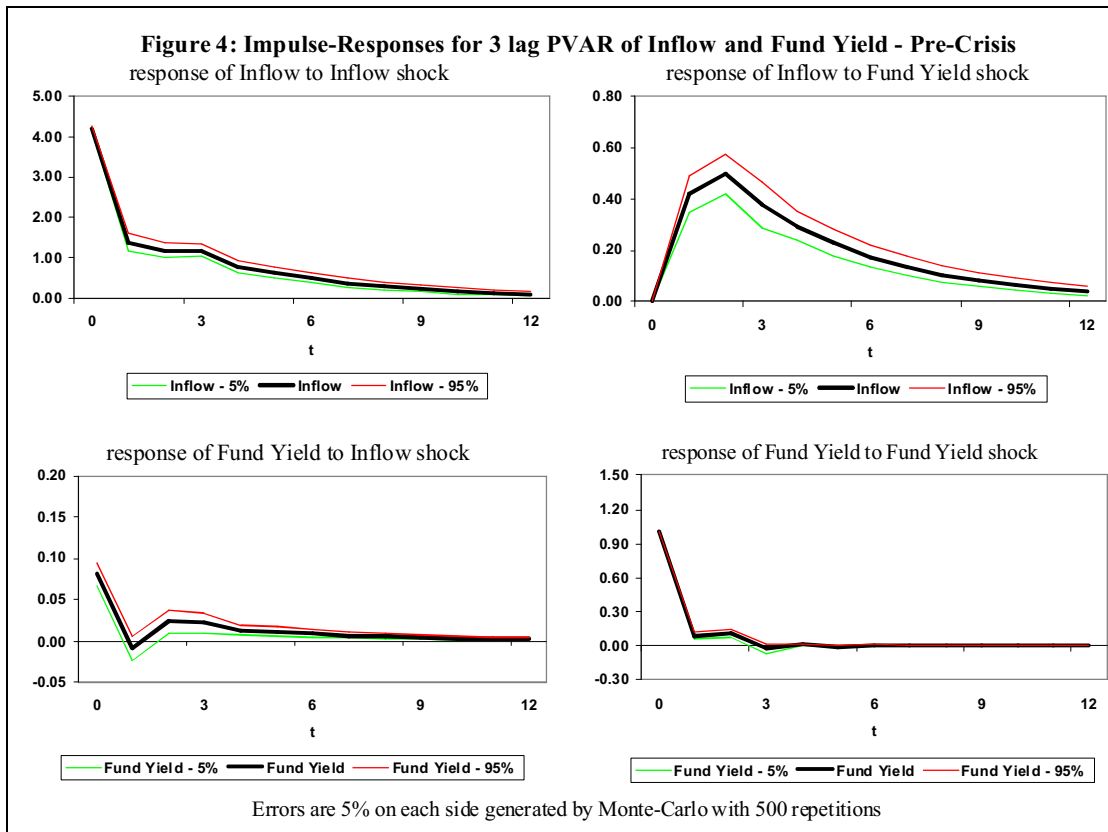 Figure 4: Impulse-Responses for 3 lag PVAR of Inflow and Fund Yield - Pre-Crisis
response of Inflow to Inflow shock
5.00
4.00
3.00
2.00
1.00
0.00
0 3 6 9 12
t
Inflow - 5% Inflow Inflow - 95%
response of Inflow to Fund Yield shock
0.80
0.60
0.40
0.20
0.00
0 3 6 9 12
t
Inflow - 5% Inflow Inflow - 95%
response of Fund Yield to Inflow shock
0.20
0.15
0.10
0.05
0.00
-0.05
0 3 6 9 12
t
Fund Yield - 5% Fund Yield Fund Yield - 95%
response of Fund Yield to Fund Yield shock
1.50
1.20
0.90
0.60
0.30
0.00
-0.30
0 3 6 9 12
t
Fund Yield - 5% Fund Yield Fund Yield - 95%
Errors are 5% on each side generated by Monte-Carlo with 500 repetitions